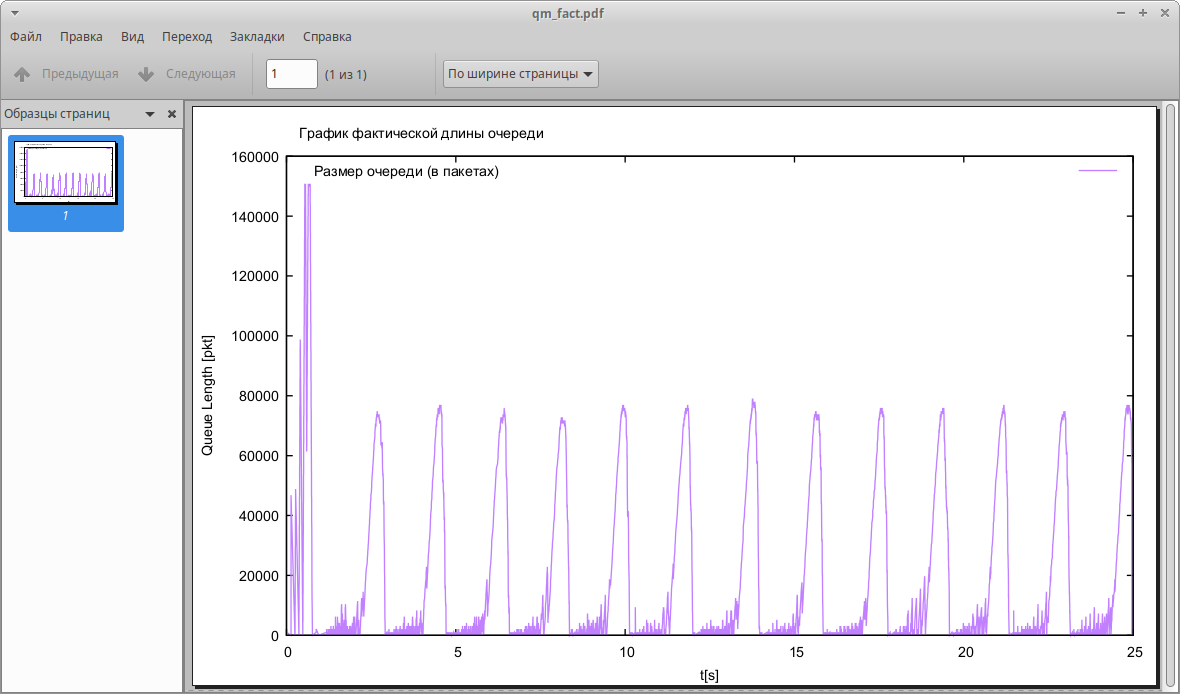 qm_fact.pdf
Файл Правка Вид Переход Закладки Справка
Предыдущая Следующая 1 (1 из 1) По ширине страницы
Образцы страниц
1
График фактической длины очереди
Размер очереди (в пакетах)
160000
140000
120000
100000
80000
60000
40000
20000
0
Queue Length [pkt]
0 5 10 15 20 25
t[s]